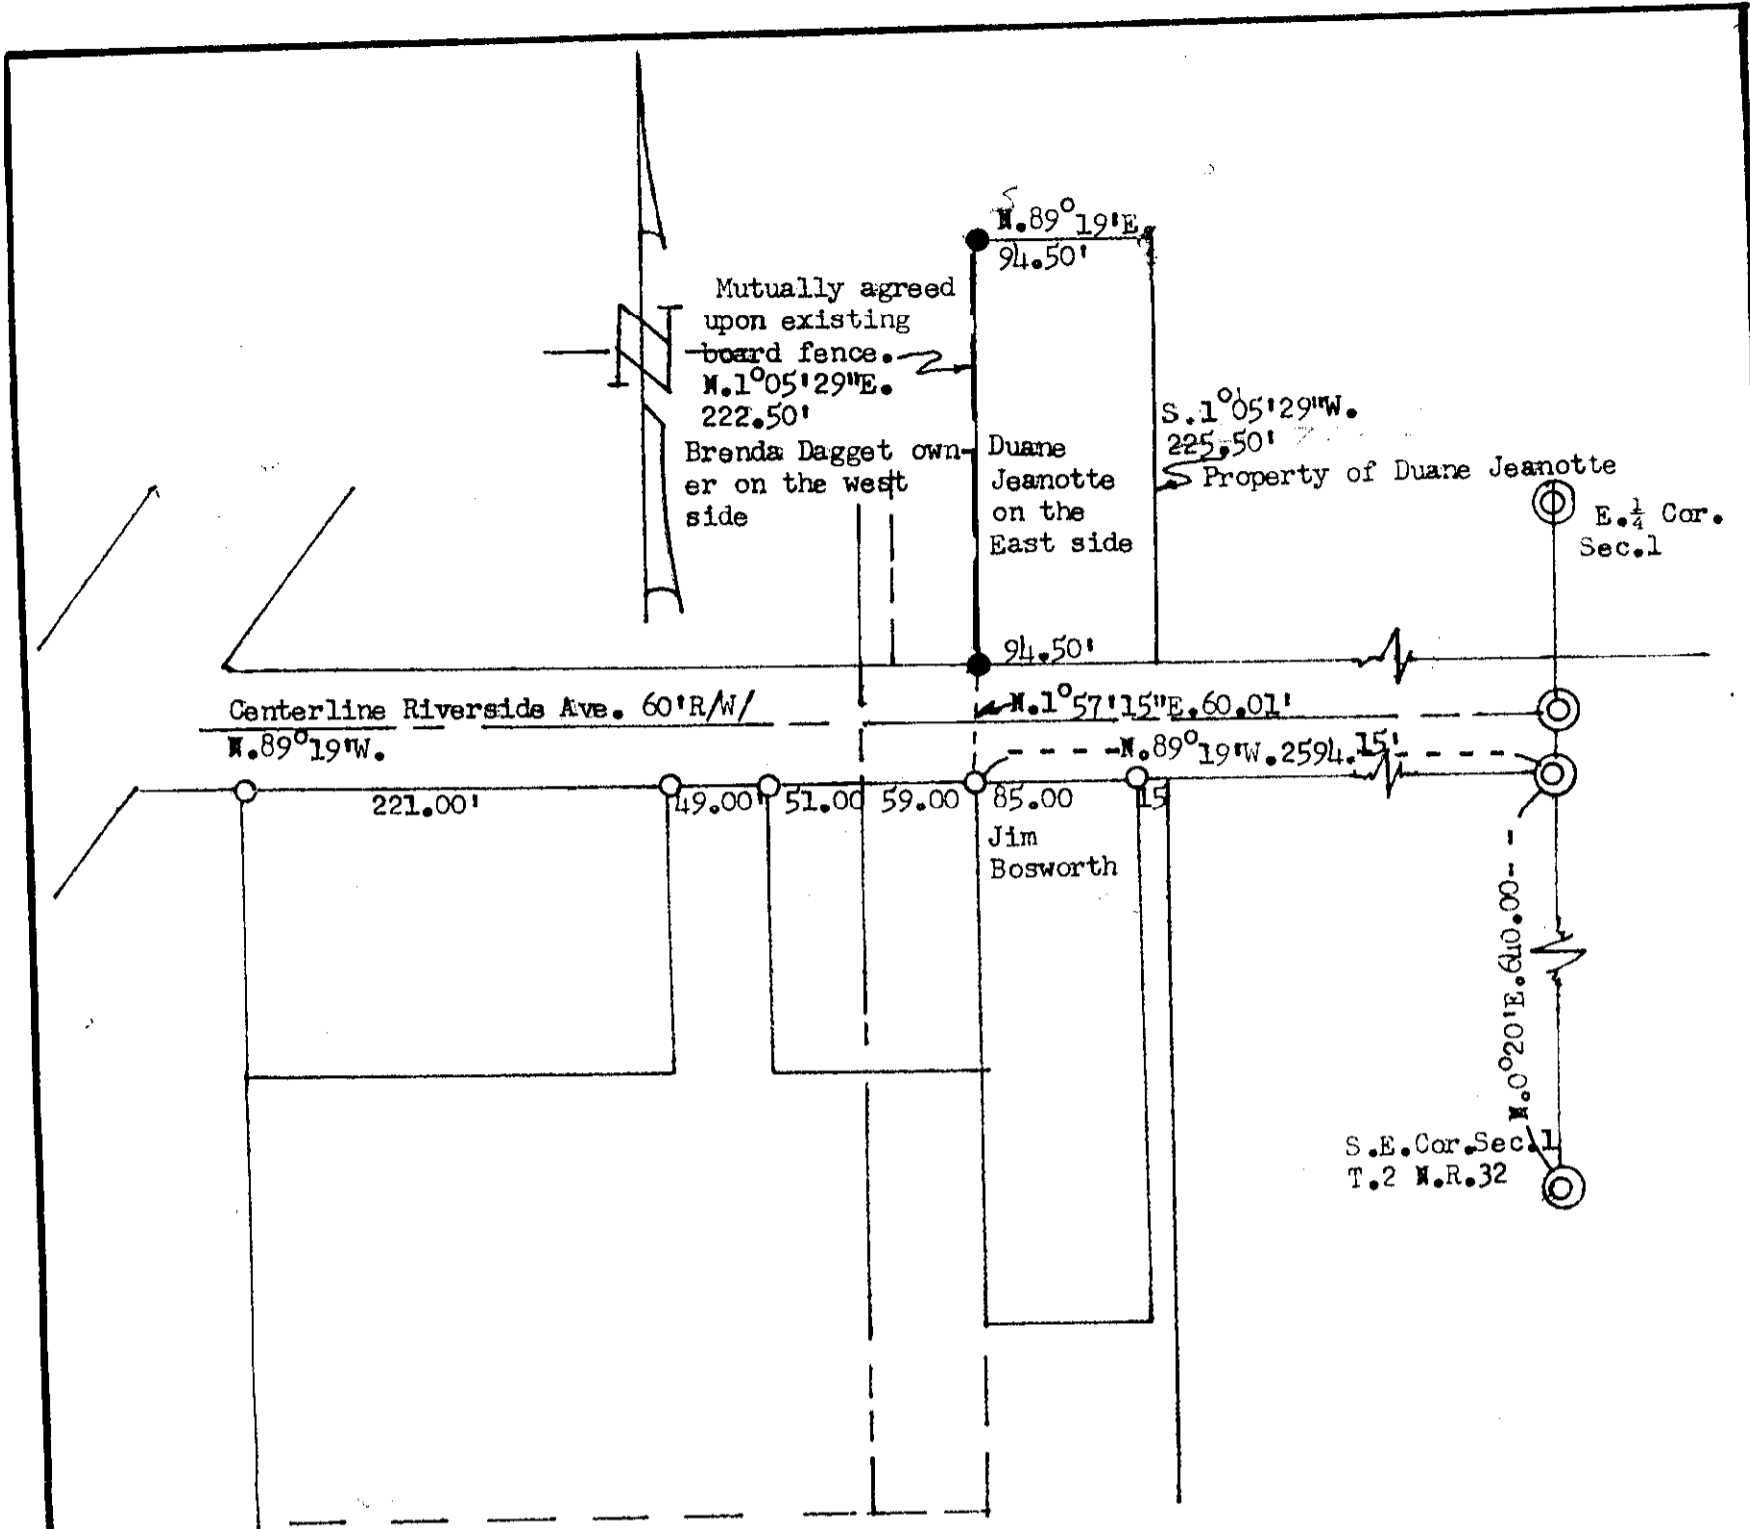 S
N.89°19'E.
94.50'
Mutually agreed
upon existing
board fence.
N.1°05'29"E.
222.50'
N
S.1°05'29"W.
225.50'
Property of Duane Jeanotte
Brenda Dagget own-
er on the west
side
Duane
Jeanotte
on the
East side
E.¼ Cor.
Sec.1
94.50'
Centerline Riverside Ave. 60'R/W/
N.89°19'W.
N.1°57'15"E.60.01'
N.89°19'W.2594.15'
221.00'
49.00'
51.00
59.00
85.00
15
Jim
Bosworth
N.0°20'E.640.00
S.E.Cor.Sec.1
T.2 N.R.32